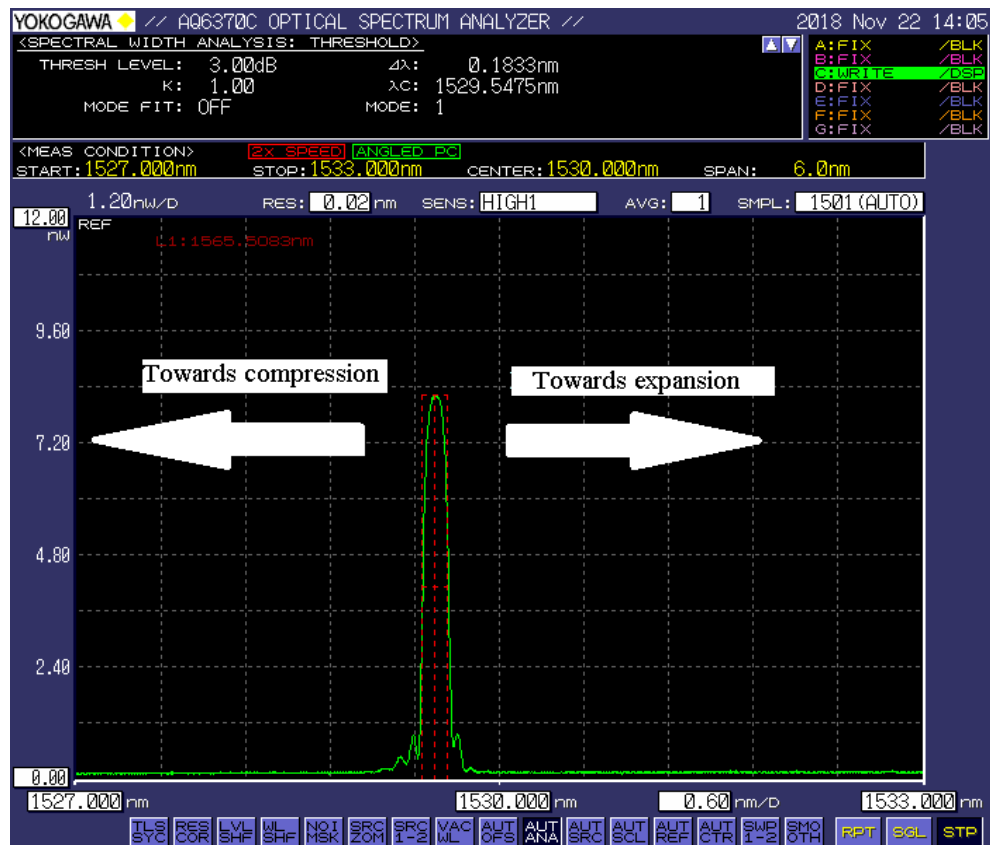 YOKOGAWA // AQ6370C OPTICAL SPECTRUM ANALYZER // 2018 Nov 22 14:05
<SPECTRAL WIDTH ANALYSIS: THRESHOLD>
THRESH LEVEL: 3.00dB Δλ: 0.1833nm
K: 1.00 λC: 1529.5475nm
MODE FIT: OFF MODE: 1
A:FIX /BLK
B:FIX /BLK
C:WRITE /DSP
D:FIX /BLK
E:FIX /BLK
F:FIX /BLK
G:FIX /BLK
<MEAS CONDITION> 2X SPEED ANGLED PC
START:1527.000nm STOP:1533.000nm CENTER:1530.000nm SPAN: 6.0nm
1.20nW/D RES: 0.02 nm SENS: HIGH1 AVG: 1 SMPL: 1501(AUTO)
12.00
nW
REF
L1:1565.5083nm
9.60
Towards compression
Towards expansion
7.20
4.80
2.40
0.00
1527.000 nm 1530.000 nm 0.60 nm/D 1533.000 nm
TLS RES LVL WL NOI SRC SRC VAC AUT AUT AUT AUT AUT AUT SWP SMO
SYC COR SHF SHF MSK ZOM 1-2 WL OFS ANA SRC SCL REF CTR 1-2 OTH RPT SGL STP